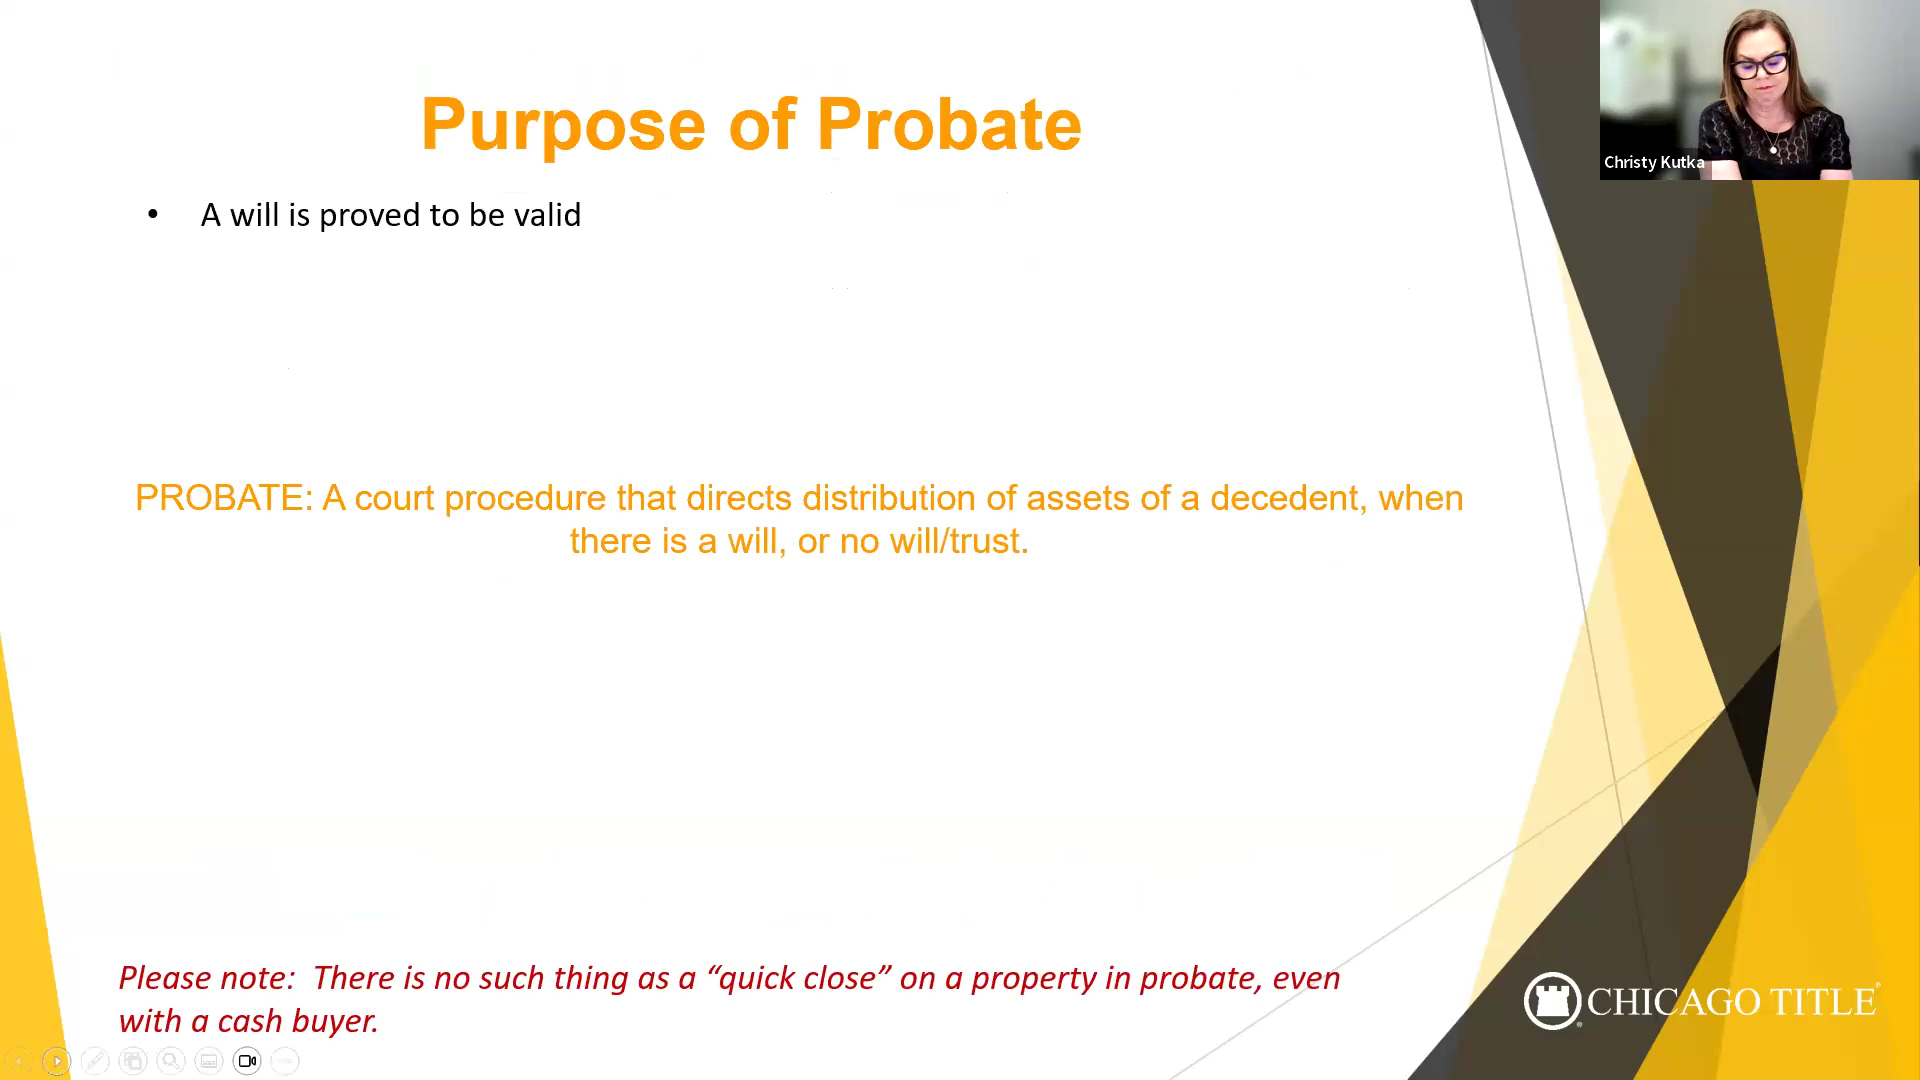 Purpose of Probate
Christy Kutka
• A will is proved to be valid
PROBATE: A court procedure that directs distribution of assets of a decedent, when
there is a will, or no will/trust.
Please note:  There is no such thing as a “quick close” on a property in probate, even
with a cash buyer.
CHICAGO TITLE